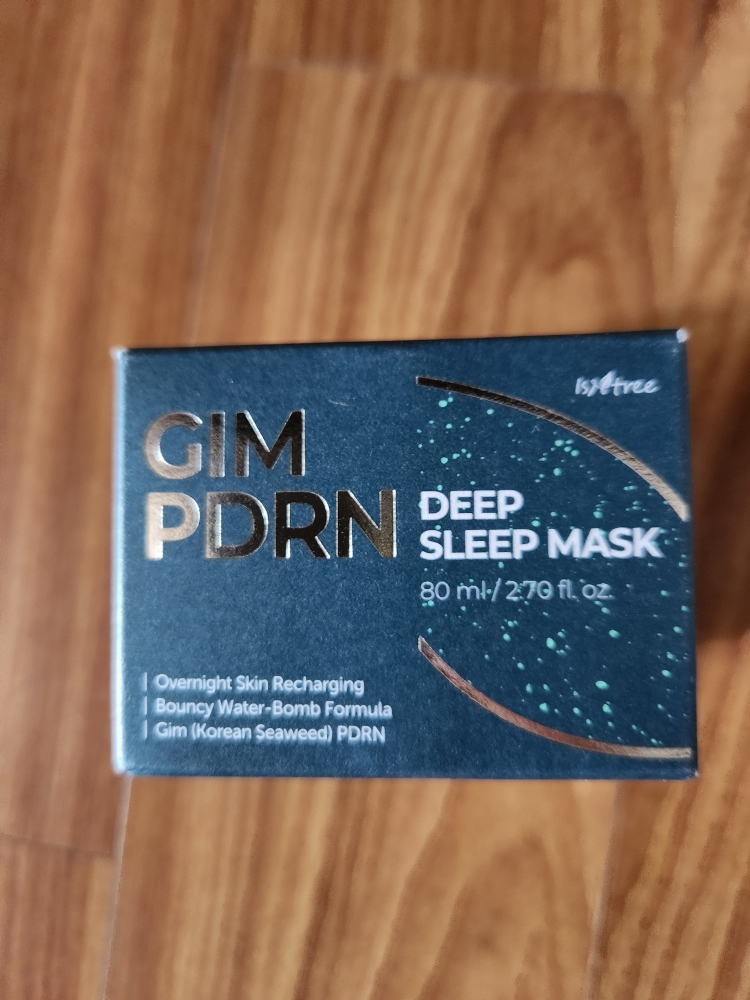 Isntree
GIM
PDRN
DEEP
SLEEP MASK
80 ml / 2.70 fl. oz.
Overnight Skin Recharging
Bouncy Water-Bomb Formula
Gim (Korean Seaweed) PDRN